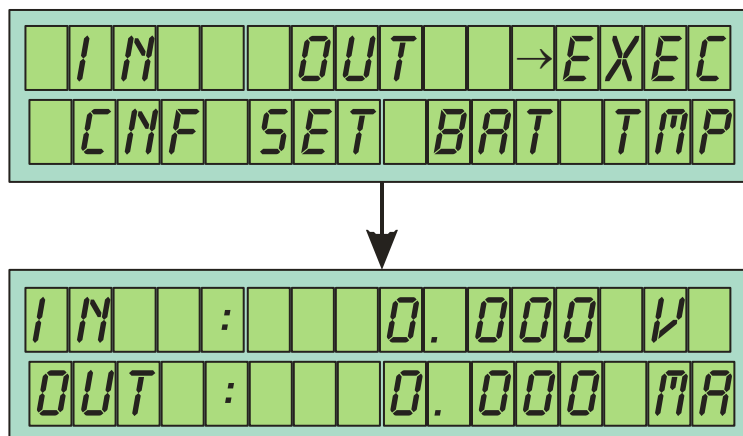 IN OUT →EXEC
CNF SET BAT TMP
IN : 0.000 V
OUT : 0.000 MA